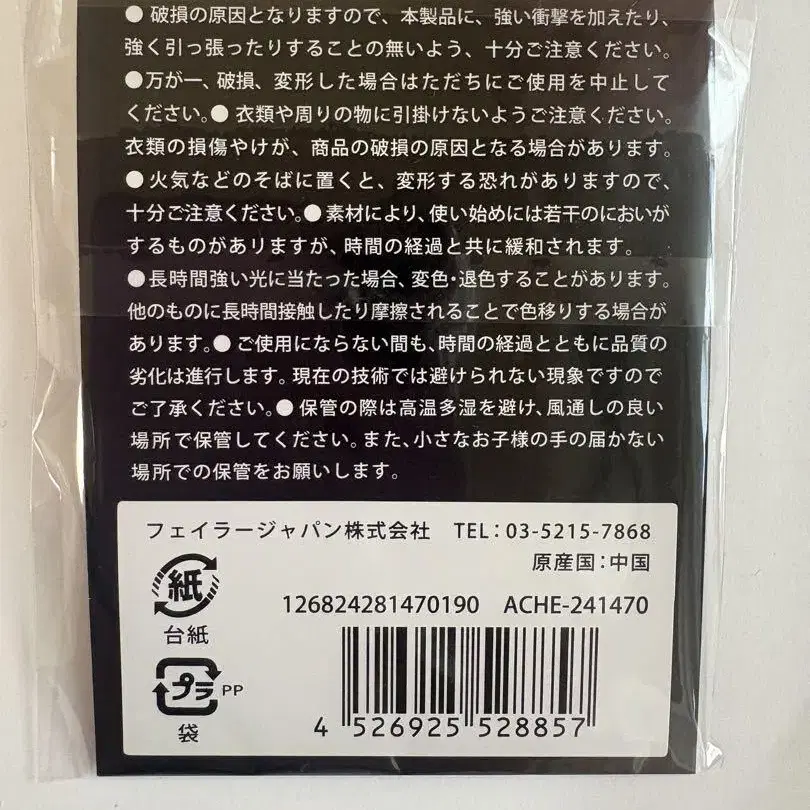 ● 破損の原因となりますので、本製品に、強い衝撃を加えたり、
強く引っ張ったりすることの無いよう、十分ご注意ください。
●万が一、破損、変形した場合はただちにご使用を中止して
ください。● 衣類や周りの物に引掛けないようご注意ください。
衣類の損傷やけが、商品の破損の原因となる場合があります。
● 火気などのそばに置くと、変形する恐れがありますので、
十分ご注意ください。● 素材により、使い始めには若干のにおいが
するものがありますが、時間の経過と共に緩和されます。
● 長時間強い光に当たった場合、変色・退色することがあります。
他のものに長時間接触したり摩擦されることで色移りする場合が
あります。● ご使用にならない間も、時間の経過とともに品質の
劣化は進行します。現在の技術では避けられない現象ですので
ご了承ください。● 保管の際は高温多湿を避け、風通しの良い
場所で保管してください。また、小さなお子様の手の届かない
場所での保管をお願いします。
フェイラージャパン株式会社 TEL：03-5215-7868
原産国：中国
紙
台紙
126824281470190 ACHE-241470
プラ PP
袋
4 526925 528857